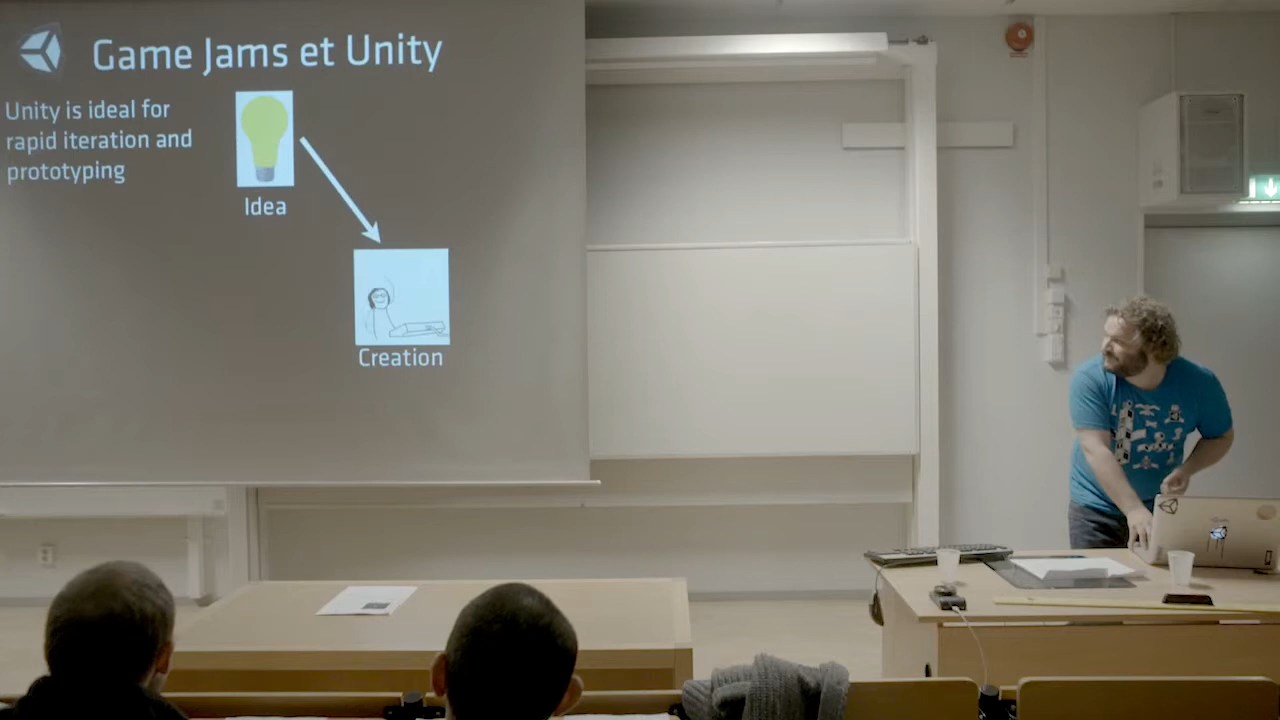 Game Jams et Unity
Unity is ideal for
rapid iteration and
prototyping
Idea
Creation